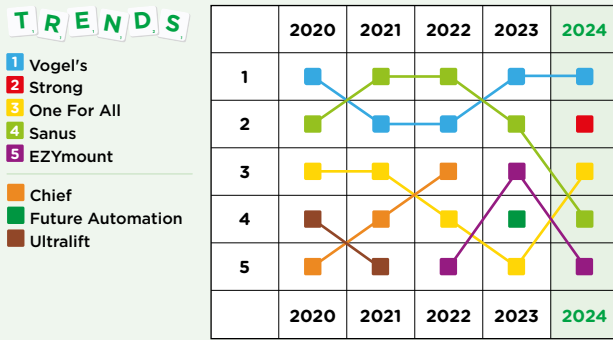 TRENDS
1 Vogel's
2 Strong
3 One For All
4 Sanus
5 EZYmount
Chief
Future Automation
Ultralift
2020 2021 2022 2023 2024
1
2
3
4
5
2020 2021 2022 2023 2024